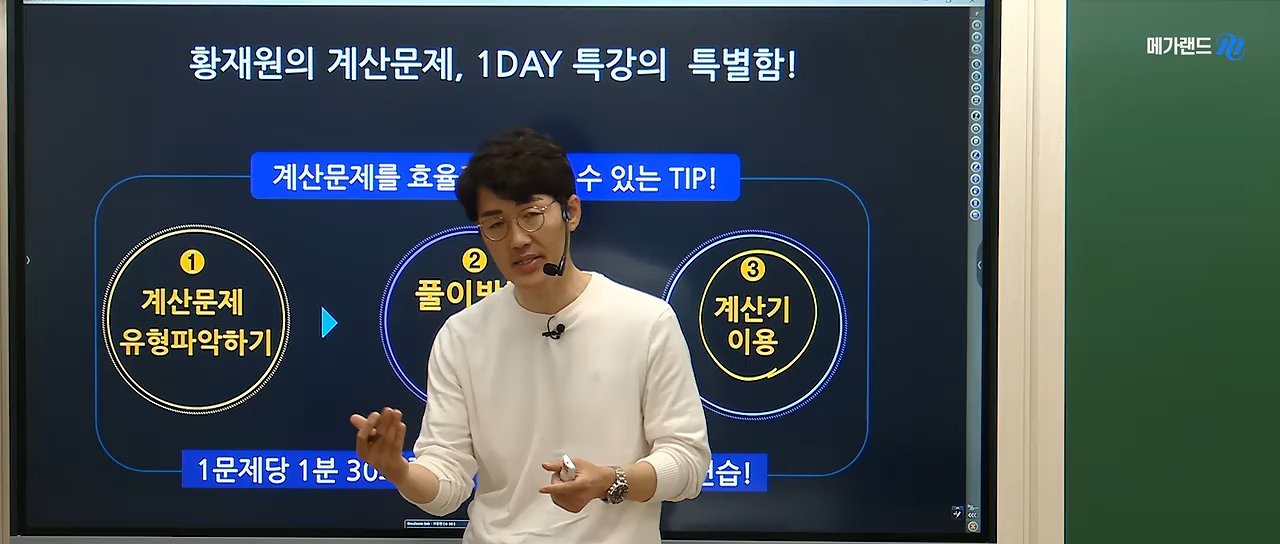 메가랜드
황재원의 계산문제, 1DAY 특강의 특별함!
계산문제를 효율 수 있는 TIP!
1
계산문제
유형파악하기
2
풀이
3
계산기
이용
1문제당 1분 30 습!